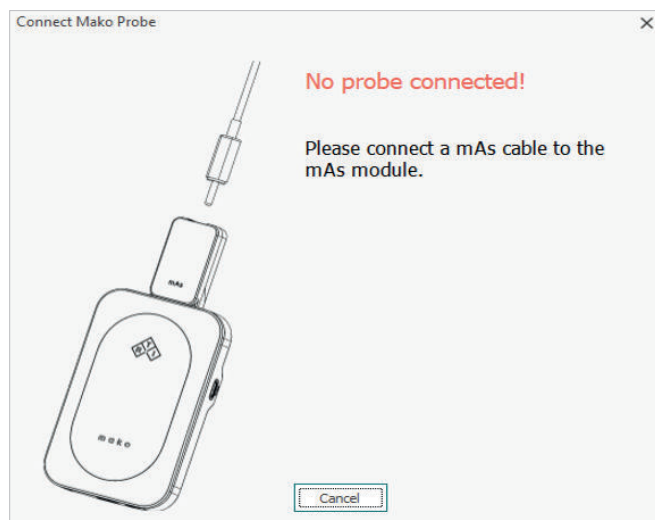 Connect Mako Probe
No probe connected!
Please connect a mAs cable to the
mAs module.
mAs
mako
Cancel